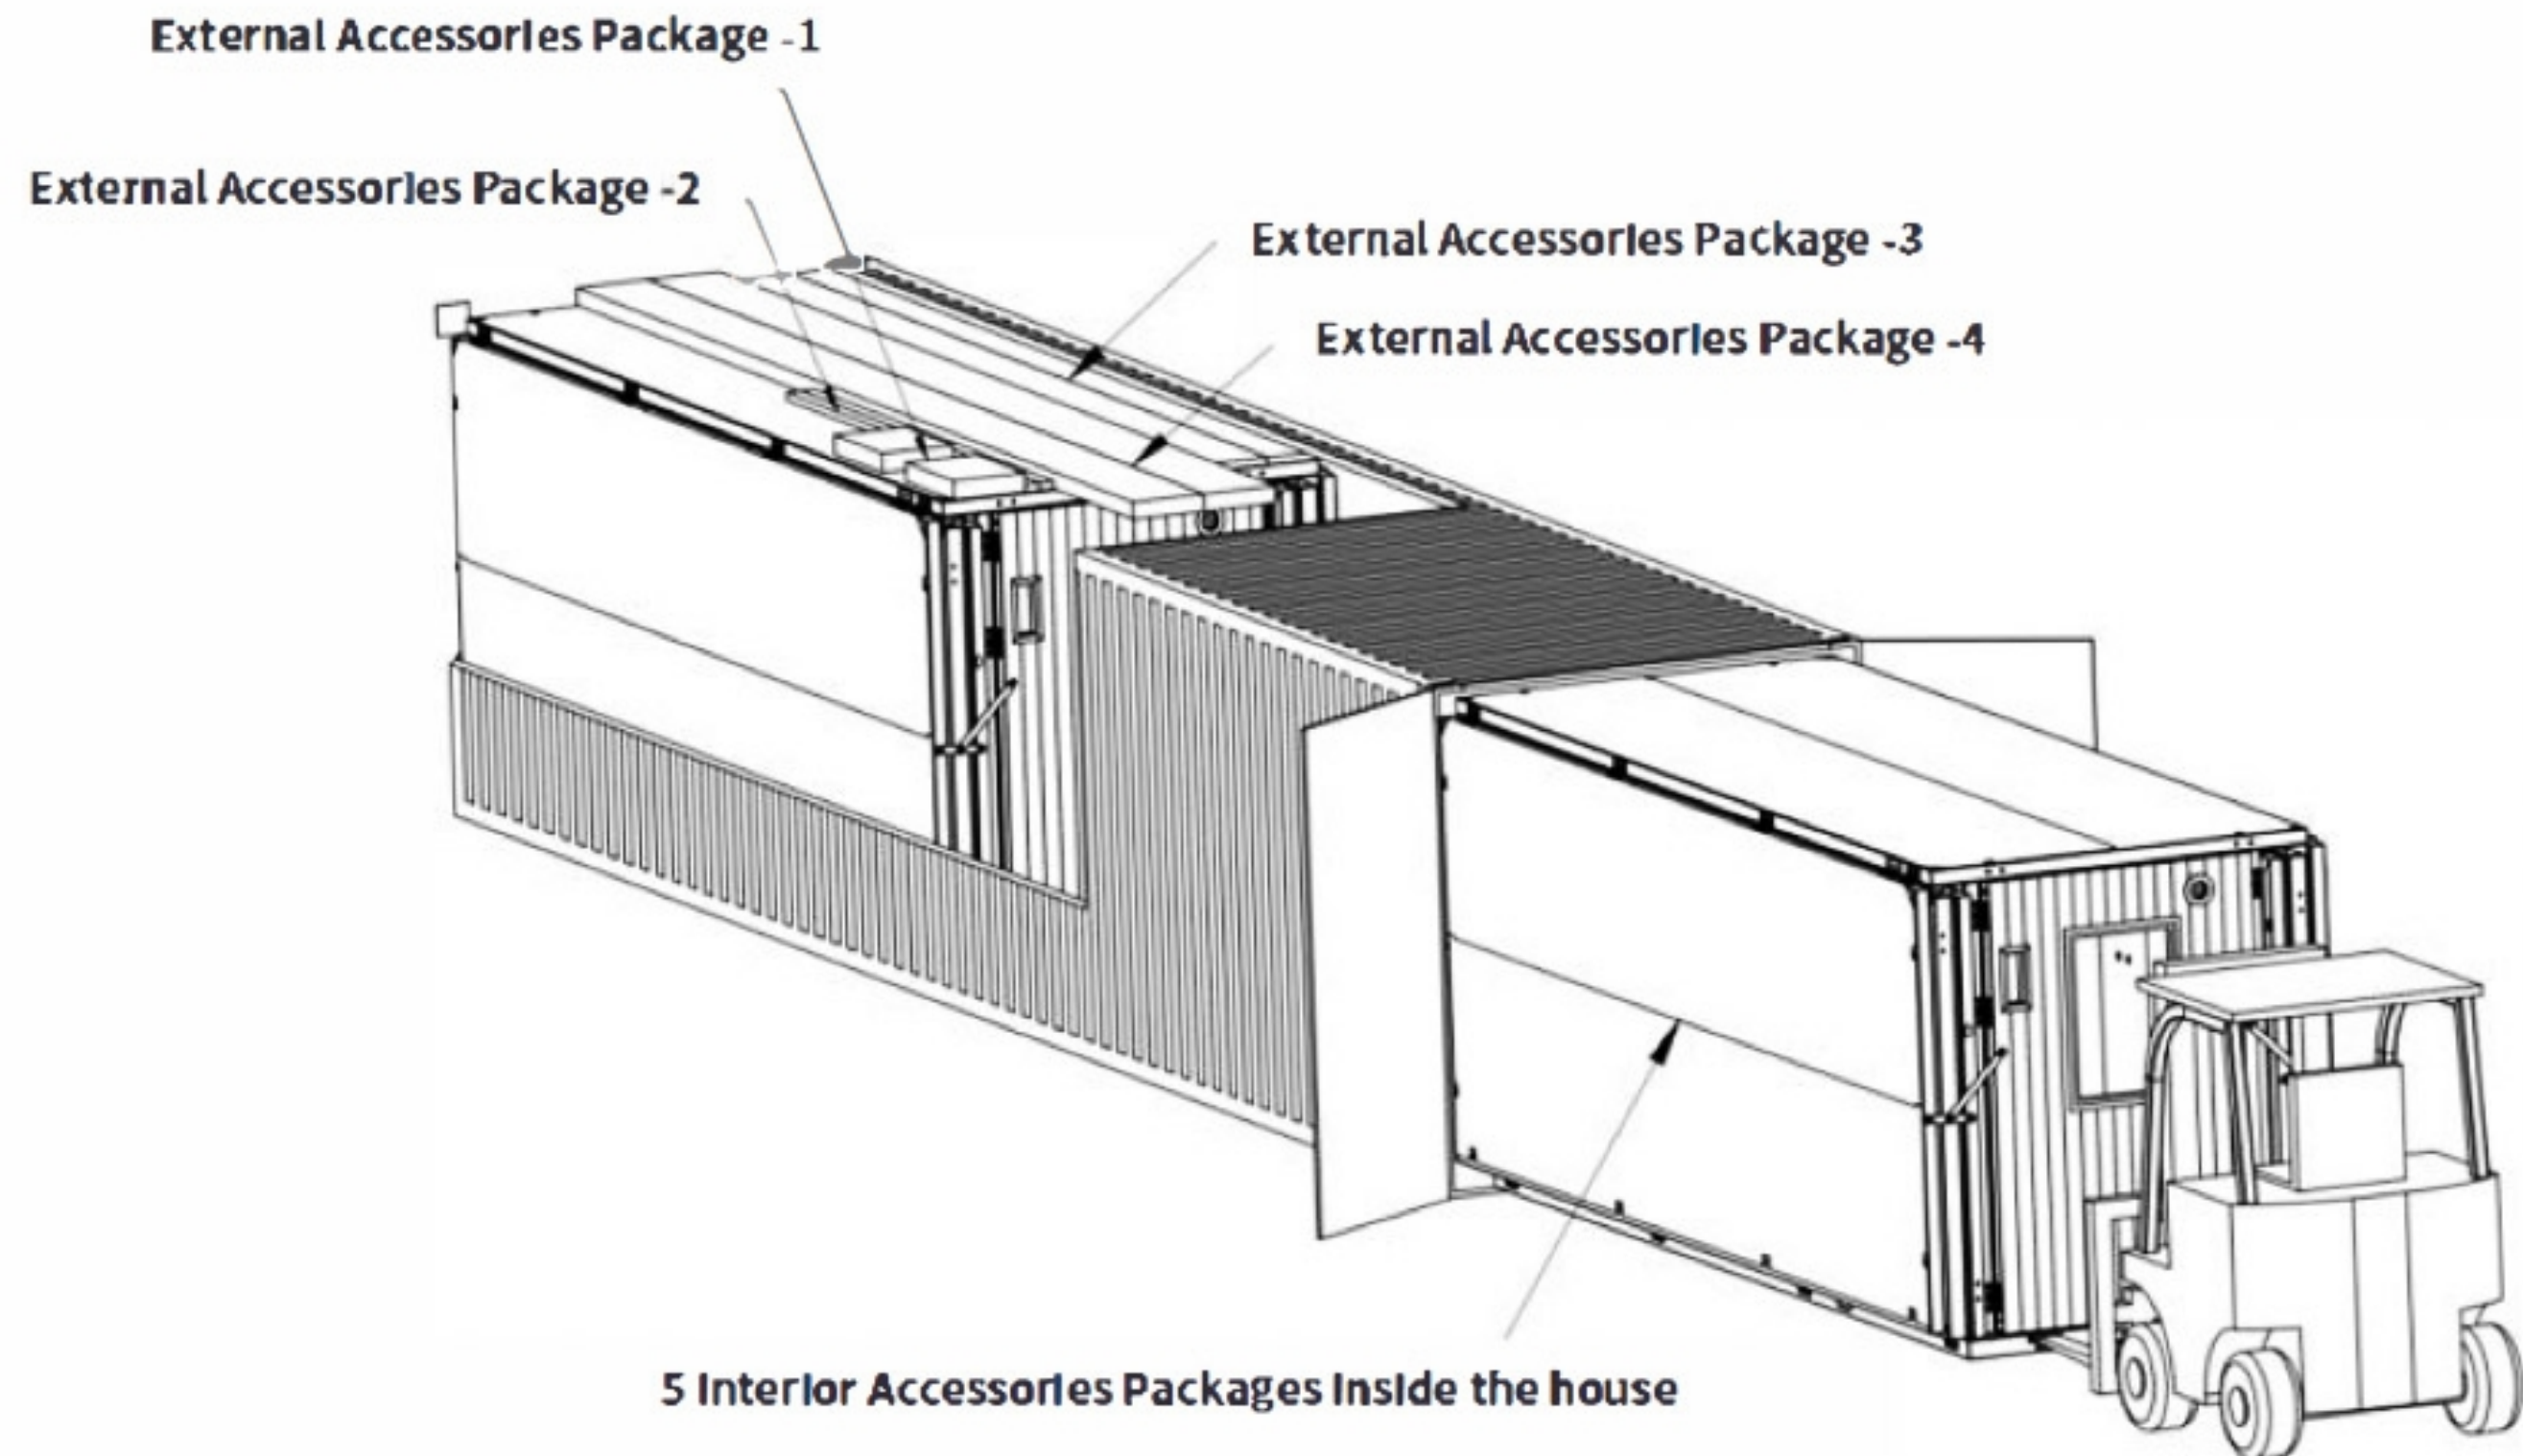 External Accessories Package -1
External Accessories Package -2
External Accessories Package -3
External Accessories Package -4
5 Interior Accessories Packages Inside the house